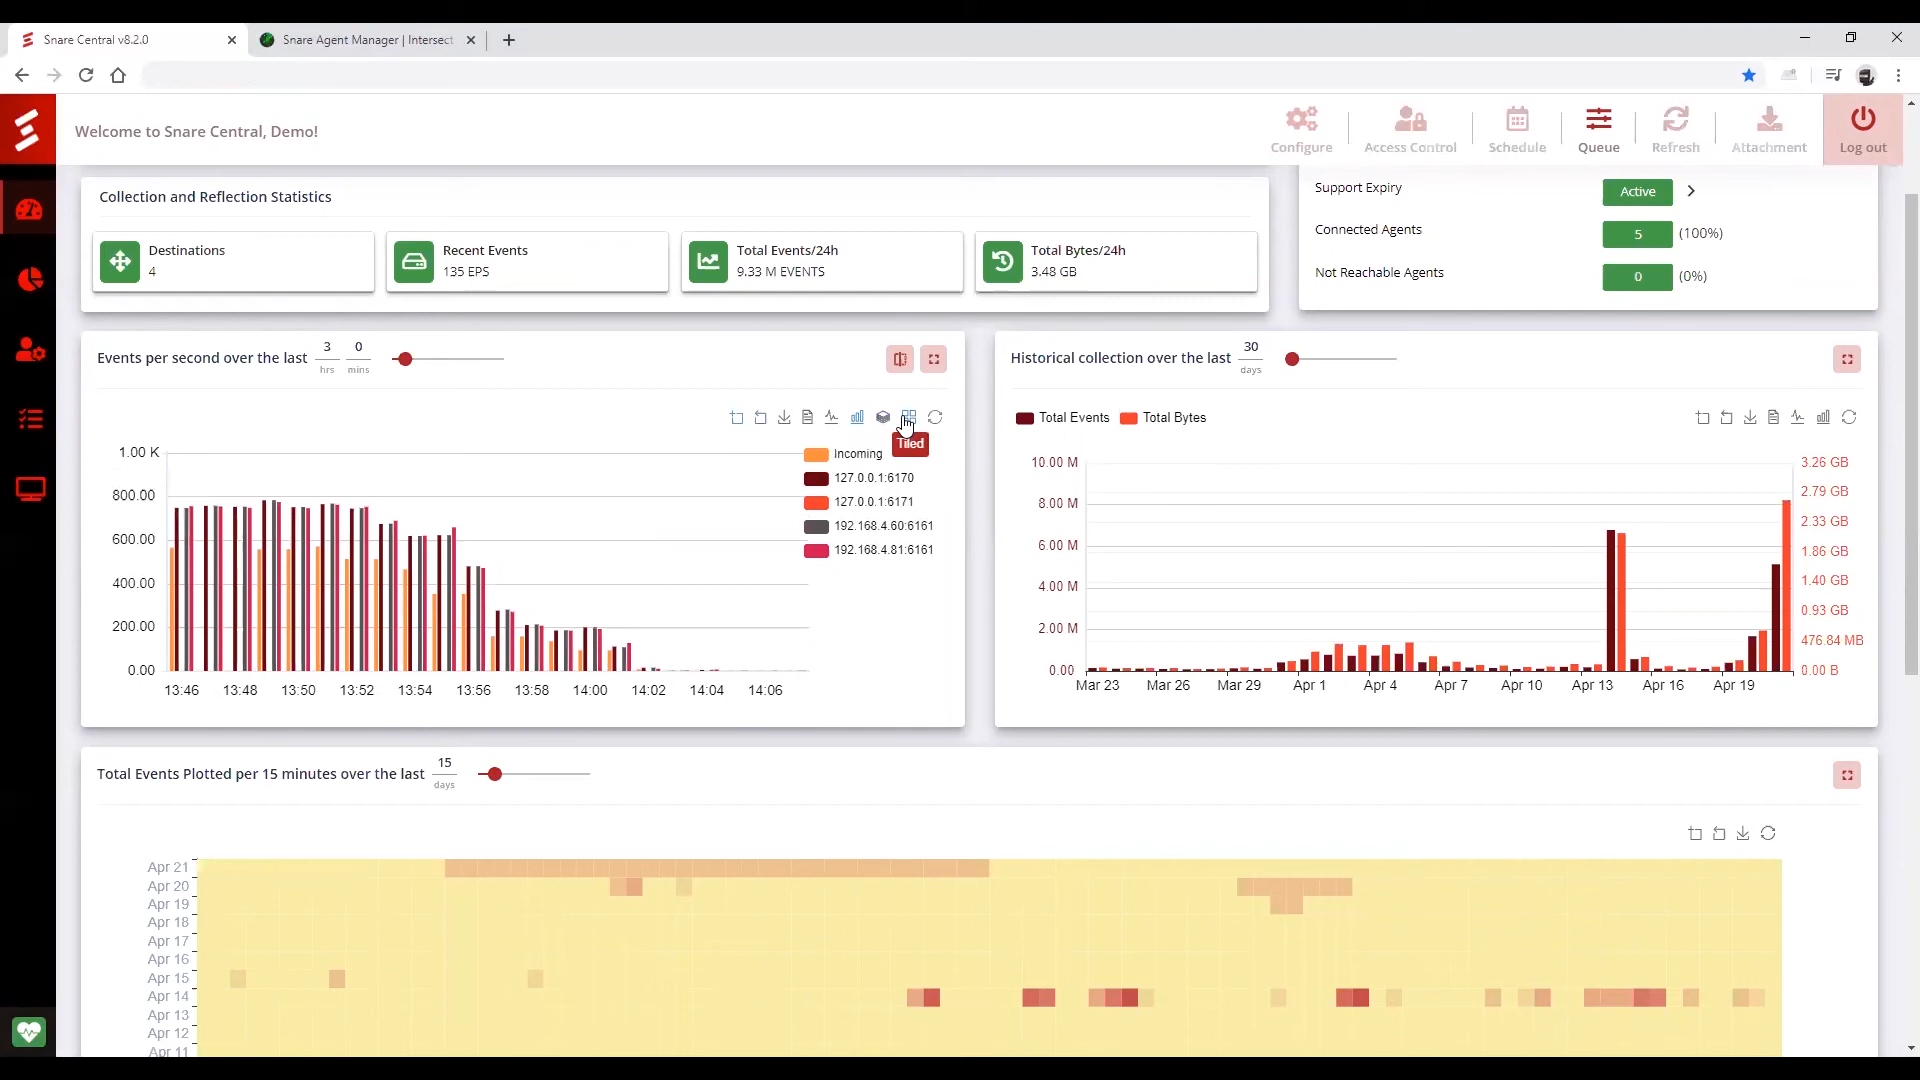 Snare Central v8.2.0
Snare Agent Manager | Intersect
Welcome to Snare Central, Demo!
Configure
Access Control
Schedule
Queue
Refresh
Attachment
Log out
Collection and Reflection Statistics
Destinations
4
Recent Events
135 EPS
Total Events/24h
9.33 M EVENTS
Total Bytes/24h
3.48 GB
Support Expiry
Active
Connected Agents
5
(100%)
Not Reachable Agents
0
(0%)
Events per second over the last
3
hrs
0
mins
Tiled
1.00 K
800.00
600.00
400.00
200.00
0.00
13:46
13:48
13:50
13:52
13:54
13:56
13:58
14:00
14:02
14:04
14:06
Incoming
127.0.0.1:6170
127.0.0.1:6171
192.168.4.60:6161
192.168.4.81:6161
Historical collection over the last
30
days
Total Events
Total Bytes
10.00 M
8.00 M
6.00 M
4.00 M
2.00 M
0.00
3.26 GB
2.79 GB
2.33 GB
1.86 GB
1.40 GB
0.93 GB
476.84 MB
0.00 B
Mar 23
Mar 26
Mar 29
Apr 1
Apr 4
Apr 7
Apr 10
Apr 13
Apr 16
Apr 19
Total Events Plotted per 15 minutes over the last
15
days
Apr 21
Apr 20
Apr 19
Apr 18
Apr 17
Apr 16
Apr 15
Apr 14
Apr 13
Apr 12
Apr 11